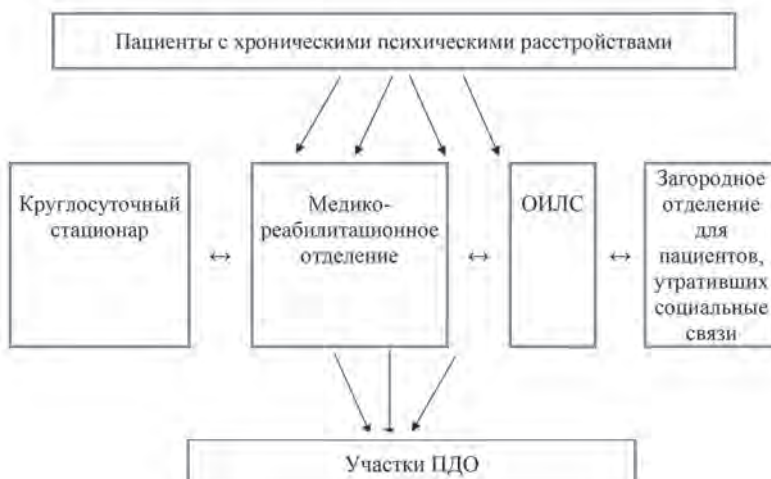 Пациенты с хроническими психическими расстройствами
Круглосуточный
стационар
↔
Медико-
реабилитационное
отделение
↔
ОИЛС
↔
Загородное
отделение
для
пациентов,
утративших
социальные
связи
Участки ПДО